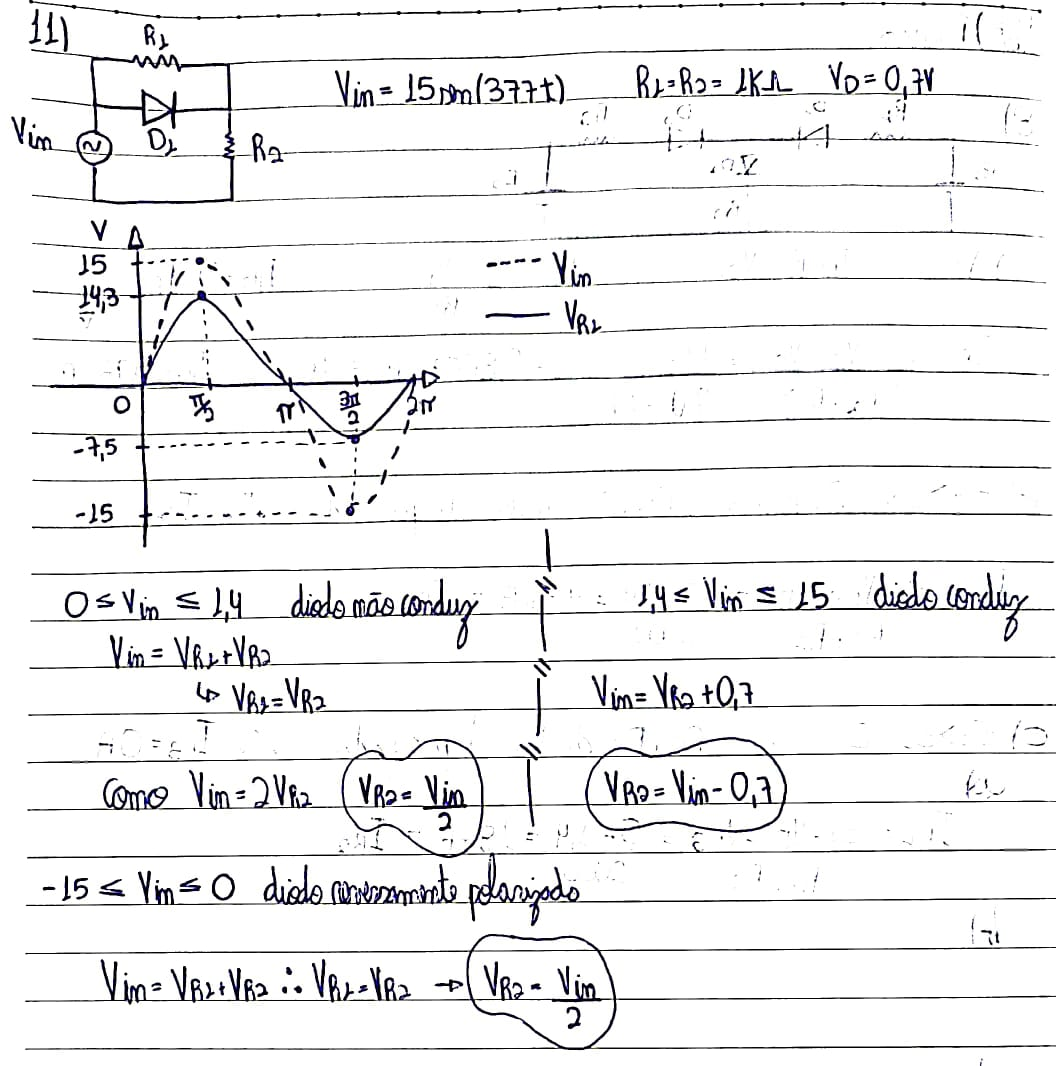 11)
R1
Vin = 15 sen(377t) R1=R2= 1KΩ VD = 0,7V
Vin
D1
R2
V
15
14,3
---- Vin
— VR1
0 π/2 π 3π/2 2π
-7,5
-15
0 ≤ Vin ≤ 1,4 diodo não conduz
1,4 ≤ Vin ≤ 15 diodo conduz
Vin = VR1 + VR2
↳ VR1 = VR2
Vin = VR2 + 0,7
Como Vin = 2VR2 VR2 = Vin/2
VR2 = Vin - 0,7
-15 ≤ Vin ≤ 0 diodo polarizado
Vin = VR1 + VR2 ∴ VR1 = VR2 → VR2 = Vin/2